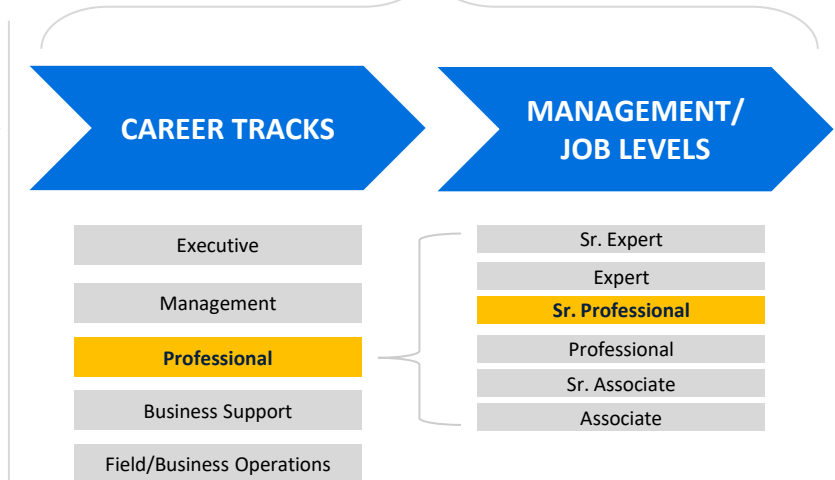 CAREER TRACKS
Executive
Management
Professional
Business Support
Field/Business Operations
MANAGEMENT/
JOB LEVELS
Sr. Expert
Expert
Sr. Professional
Professional
Sr. Associate
Associate